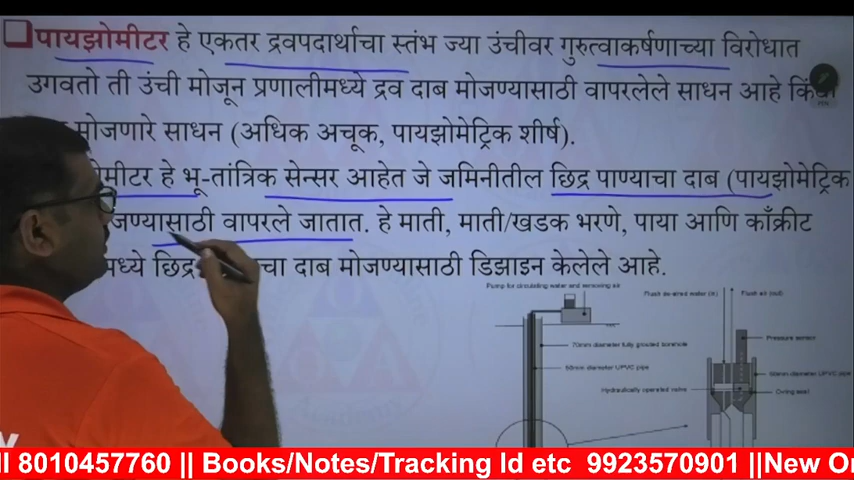 पायझोमीटर हे एकतर द्रवपदार्थाचा स्तंभ ज्या उंचीवर गुरुत्वाकर्षणाच्या विरोधात
उगवतो ती उंची मोजून प्रणालीमध्ये द्रव दाब मोजण्यासाठी वापरलेले साधन आहे किंवा
मोजणारे साधन (अधिक अचूक, पायझोमेट्रिक शीर्ष).
हे भू-तांत्रिक सेन्सर आहेत जे जमिनीतील छिद्र पाण्याचा दाब (पायझोमेट्रिक
वापरले जातात. हे माती, माती/खडक भरणे, पाया आणि काँक्रीट
छिद्र दाब मोजण्यासाठी डिझाइन केलेले आहे.
Pump for circulating water and removing air
Flush de-aired water (in)
Flush air (out)
Pressure sensor
70mm diameter fully grouted borehole
50mm diameter UPVC pipe
50mm diameter UPVC pipe
Hydraulically operated valve
O-ring seal
ll 8010457760 || Books/Notes/Tracking Id etc 9923570901 ||New Or